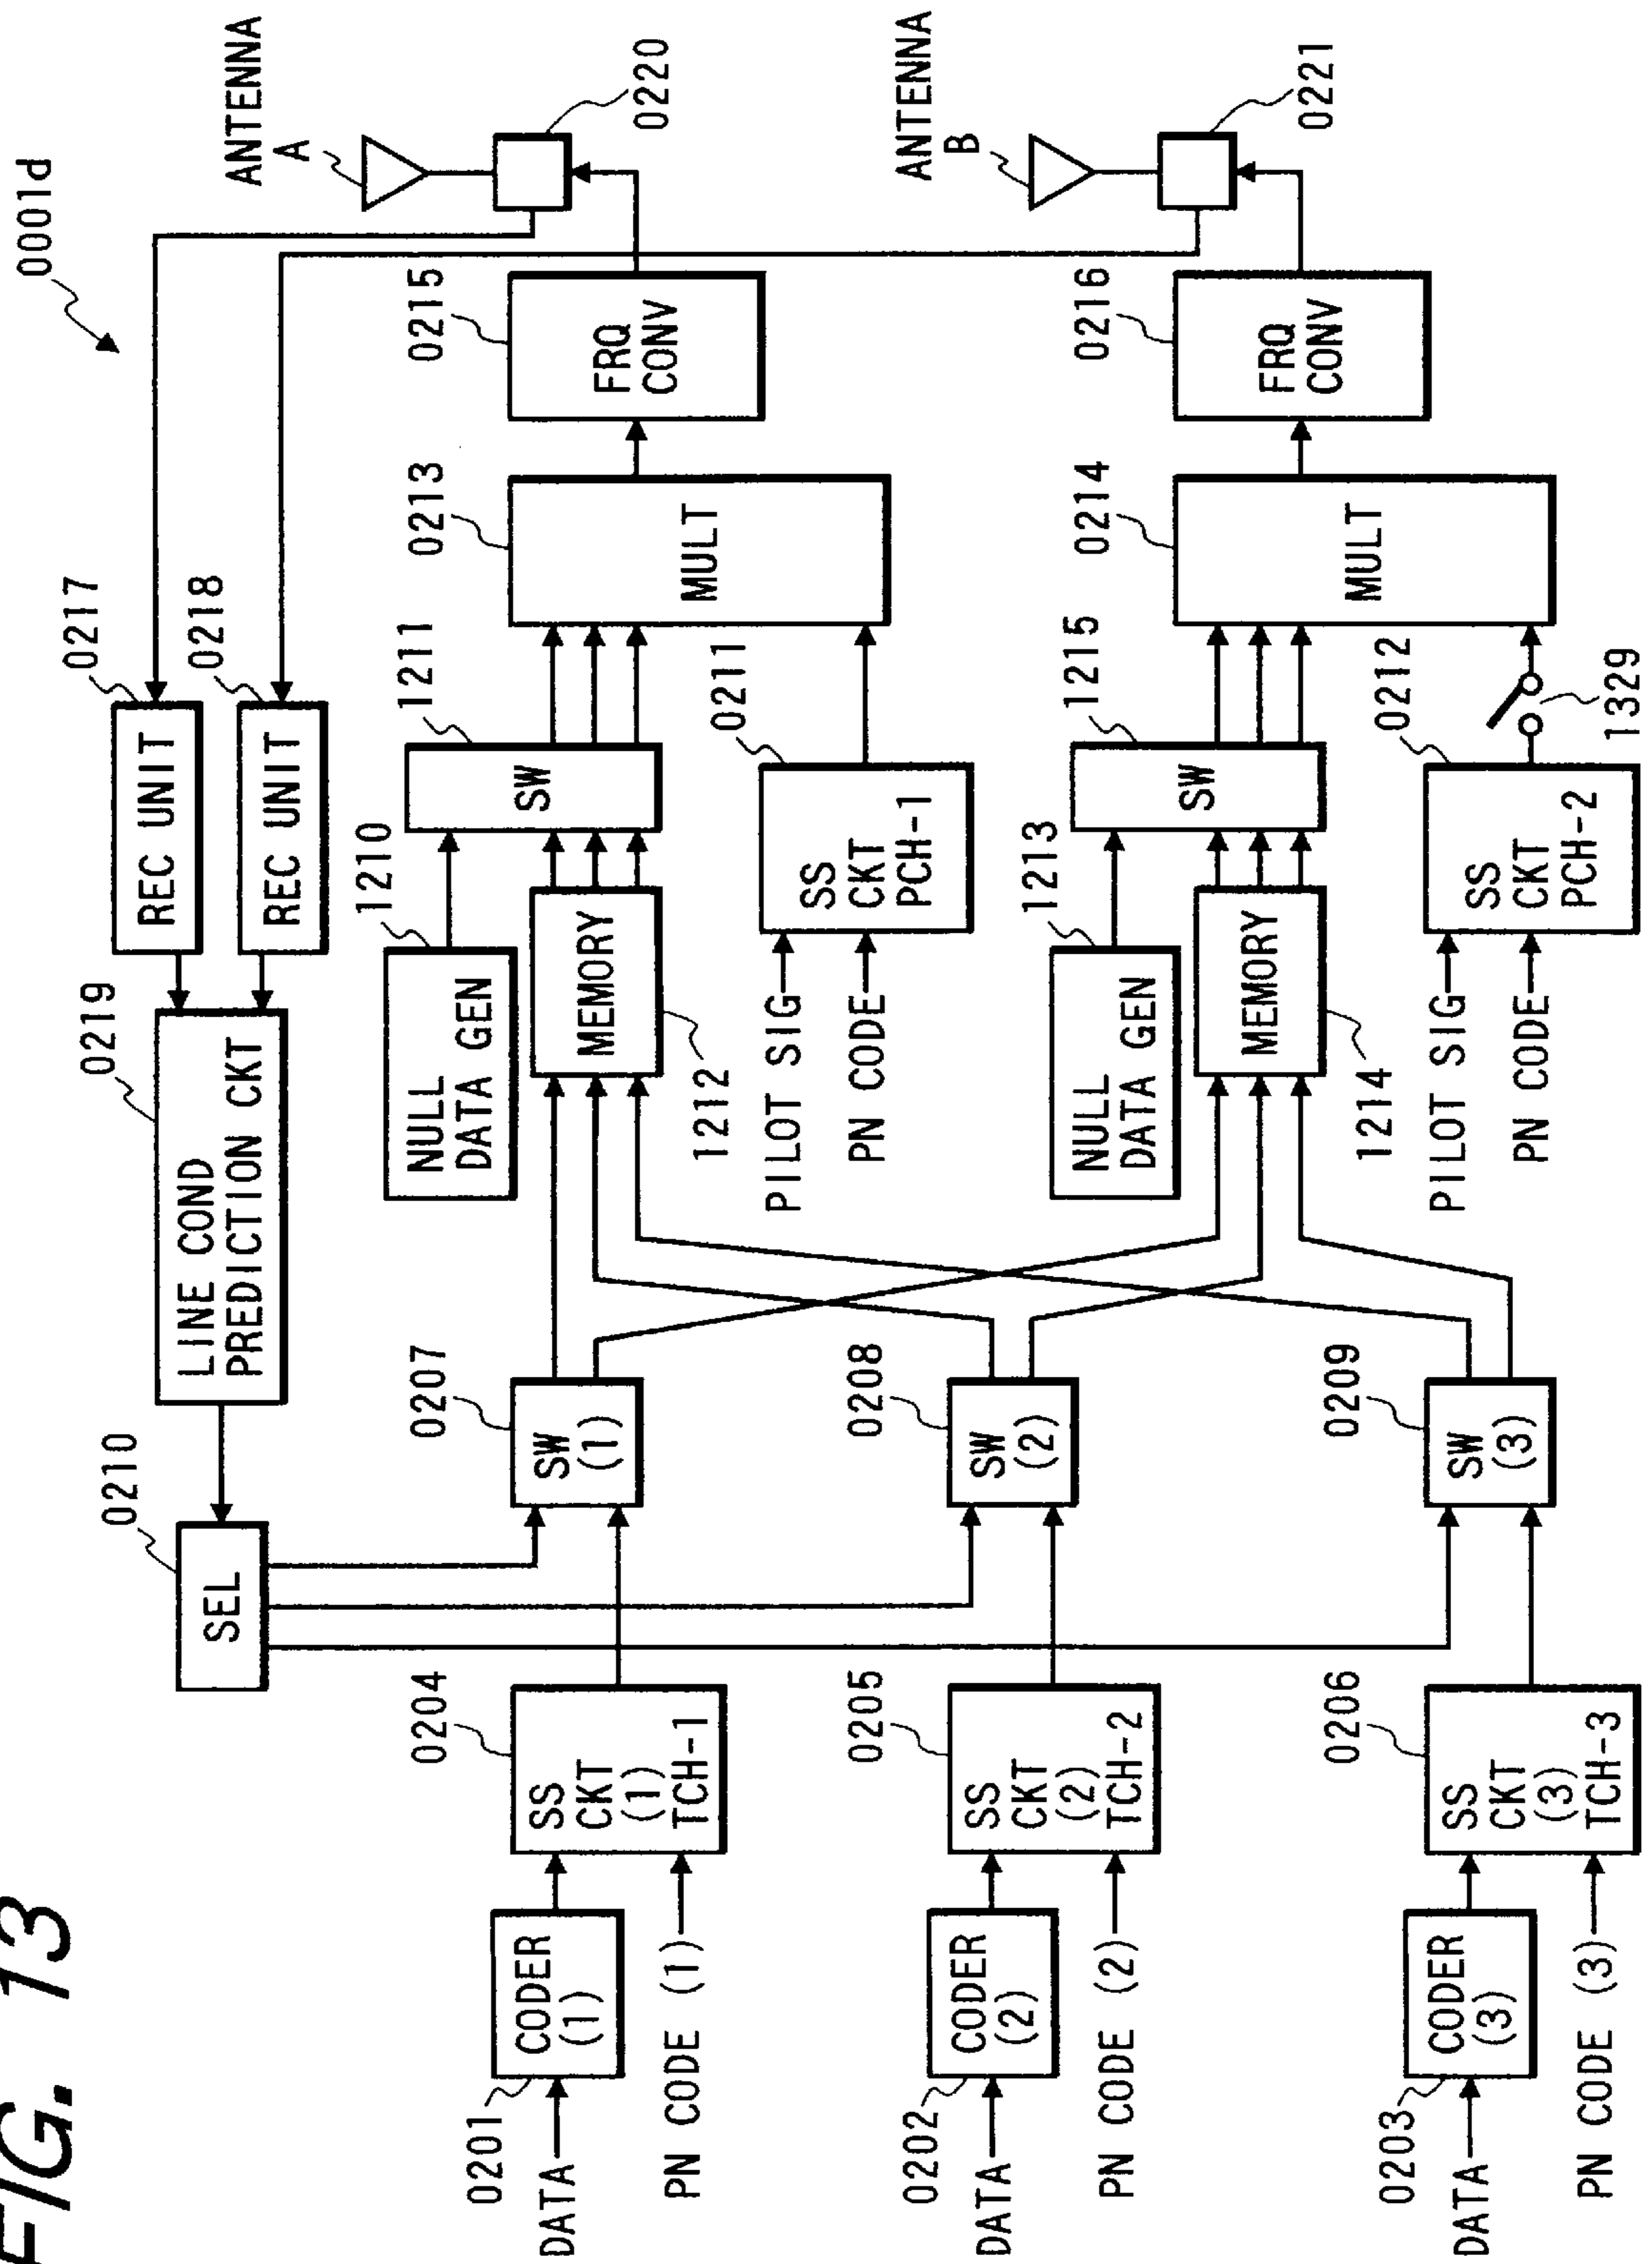 FIG. 13
0001d
0217
REC UNIT
0218
REC UNIT
0219
LINE COND
PREDICTION CKT
0210
SEL
ANTENNA
A
0220
0201
DATA
CODER
(1)
PN CODE (1)
0204
SS
CKT
(1)
TCH-1
0207
SW
(1)
1210
NULL
DATA GEN
MEMORY
1212
1211
SW
PILOT SIG
PN CODE
0211
SS
CKT
PCH-1
0213
MULT
0215
FRQ
CONV
0202
DATA
CODER
(2)
PN CODE (2)
0205
SS
CKT
(2)
TCH-2
0208
SW
(2)
ANTENNA
B
0221
0203
DATA
CODER
(3)
PN CODE (3)
0206
SS
CKT
(3)
TCH-3
0209
SW
(3)
1213
NULL
DATA GEN
MEMORY
1214
1215
SW
PILOT SIG
PN CODE
0212
SS
CKT
PCH-2
1329
0214
MULT
0216
FRQ
CONV